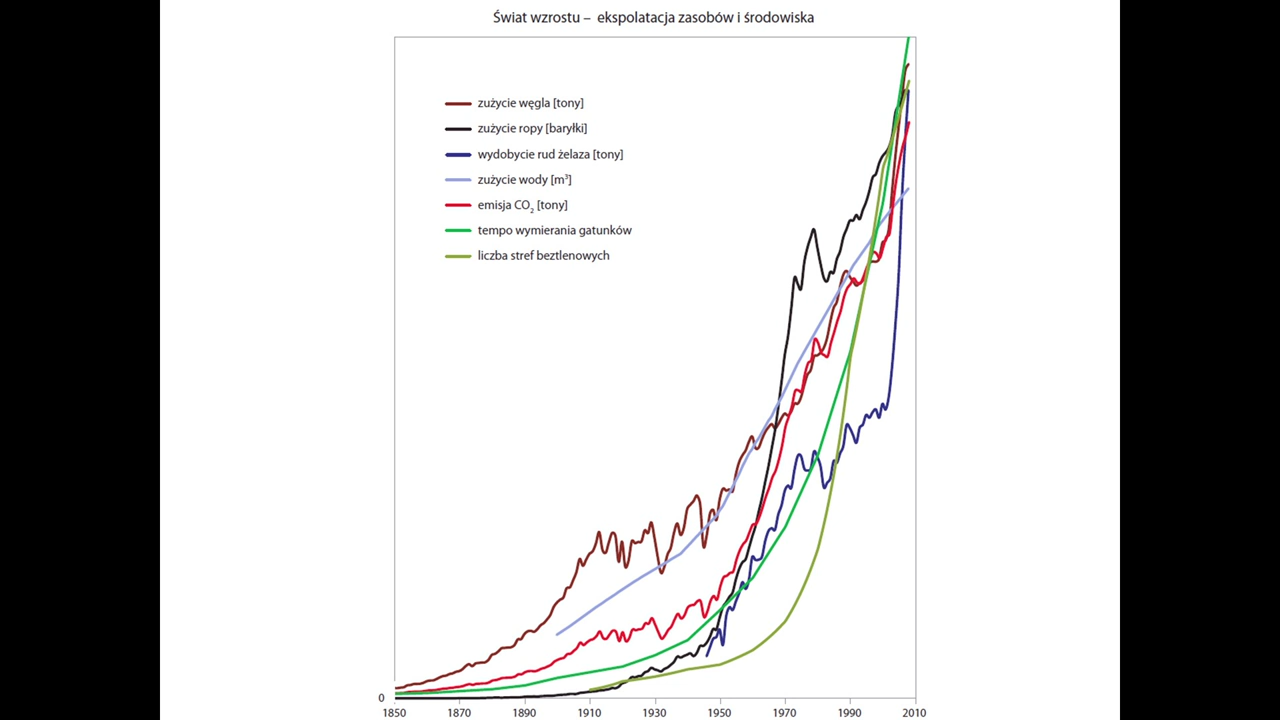 Świat wzrostu – ekspolatacja zasobów i środowiska
zużycie węgla [tony]
zużycie ropy [baryłki]
wydobycie rud żelaza [tony]
zużycie wody [m³]
emisja CO₂ [tony]
tempo wymierania gatunków
liczba stref beztlenowych
0
1850 1870 1890 1910 1930 1950 1970 1990 2010